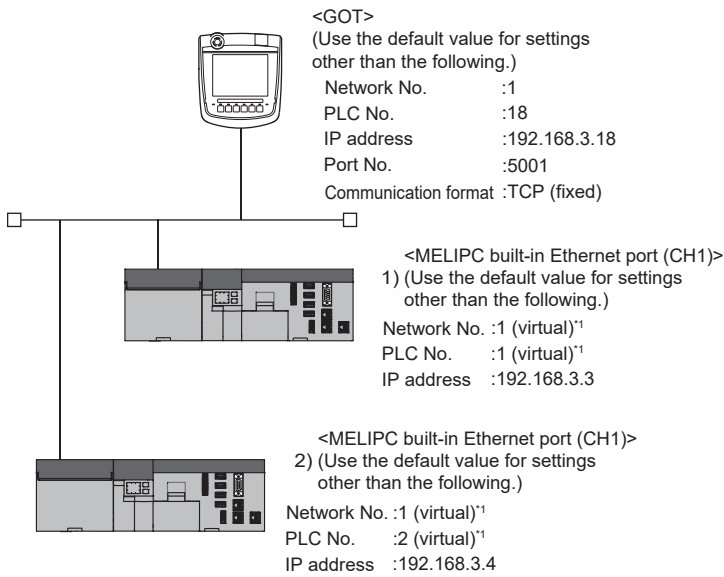 <GOT>
(Use the default value for settings
other than the following.)
Network No. :1
PLC No. :18
IP address :192.168.3.18
Port No. :5001
Communication format :TCP (fixed)
<MELIPC built-in Ethernet port (CH1)>
1) (Use the default value for settings
other than the following.)
Network No. :1 (virtual)*1
PLC No. :1 (virtual)*1
IP address :192.168.3.3
<MELIPC built-in Ethernet port (CH1)>
2) (Use the default value for settings
other than the following.)
Network No. :1 (virtual)*1
PLC No. :2 (virtual)*1
IP address :192.168.3.4